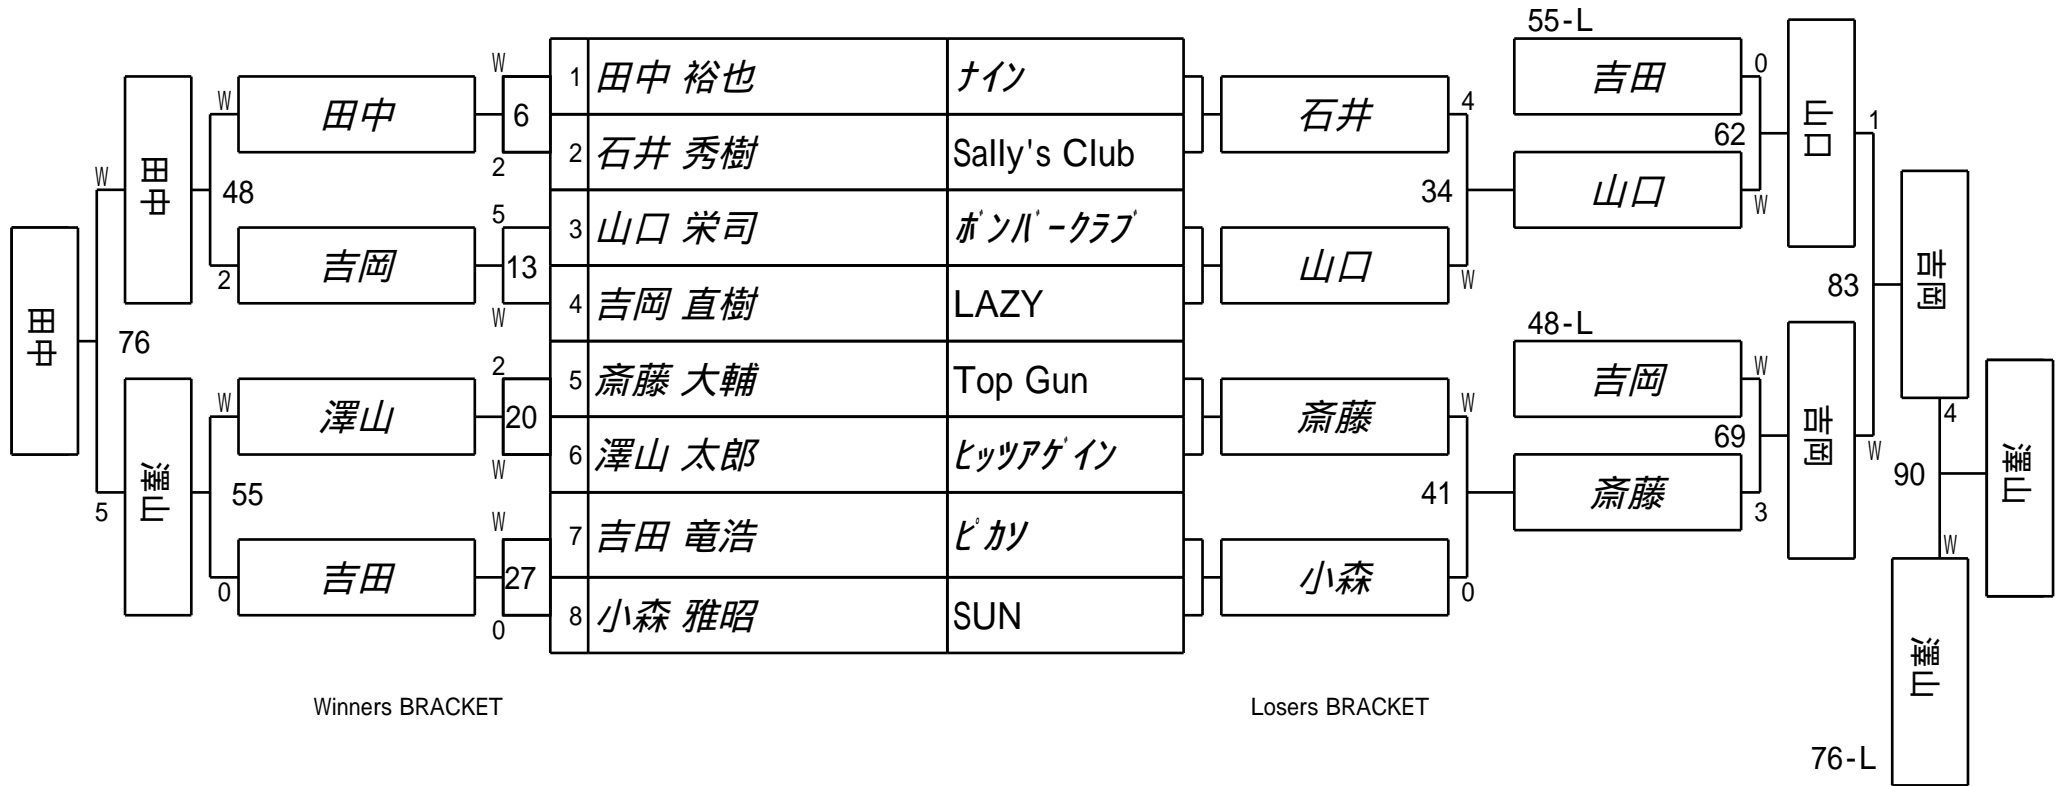 55-L
W
1 田中 裕也 ナイン
田中
W
6
石井
4
吉田
0
山口
1
2 石井 秀樹 Sally's Club
2
62
W
田中
48
34
山口
W
吉岡
5
3 山口 栄司 ボンバークラブ
吉岡
13
山口
W
83
2
4 吉岡 直樹 LAZY
W
田中
76
48-L
2
5 斎藤 大輔 Top Gun
吉岡
W
澤山
W
20
斎藤
W
吉岡
4
69
W
6 澤山 太郎 ヒッツアゲイン
W
澤山
5
55
41
斎藤
3
90
澤山
W
7 吉田 竜浩 ピカソ
W
吉田
0
27
小森
0
8 小森 雅昭 SUN
0
澤山
Winners BRACKET
Losers BRACKET
76-L